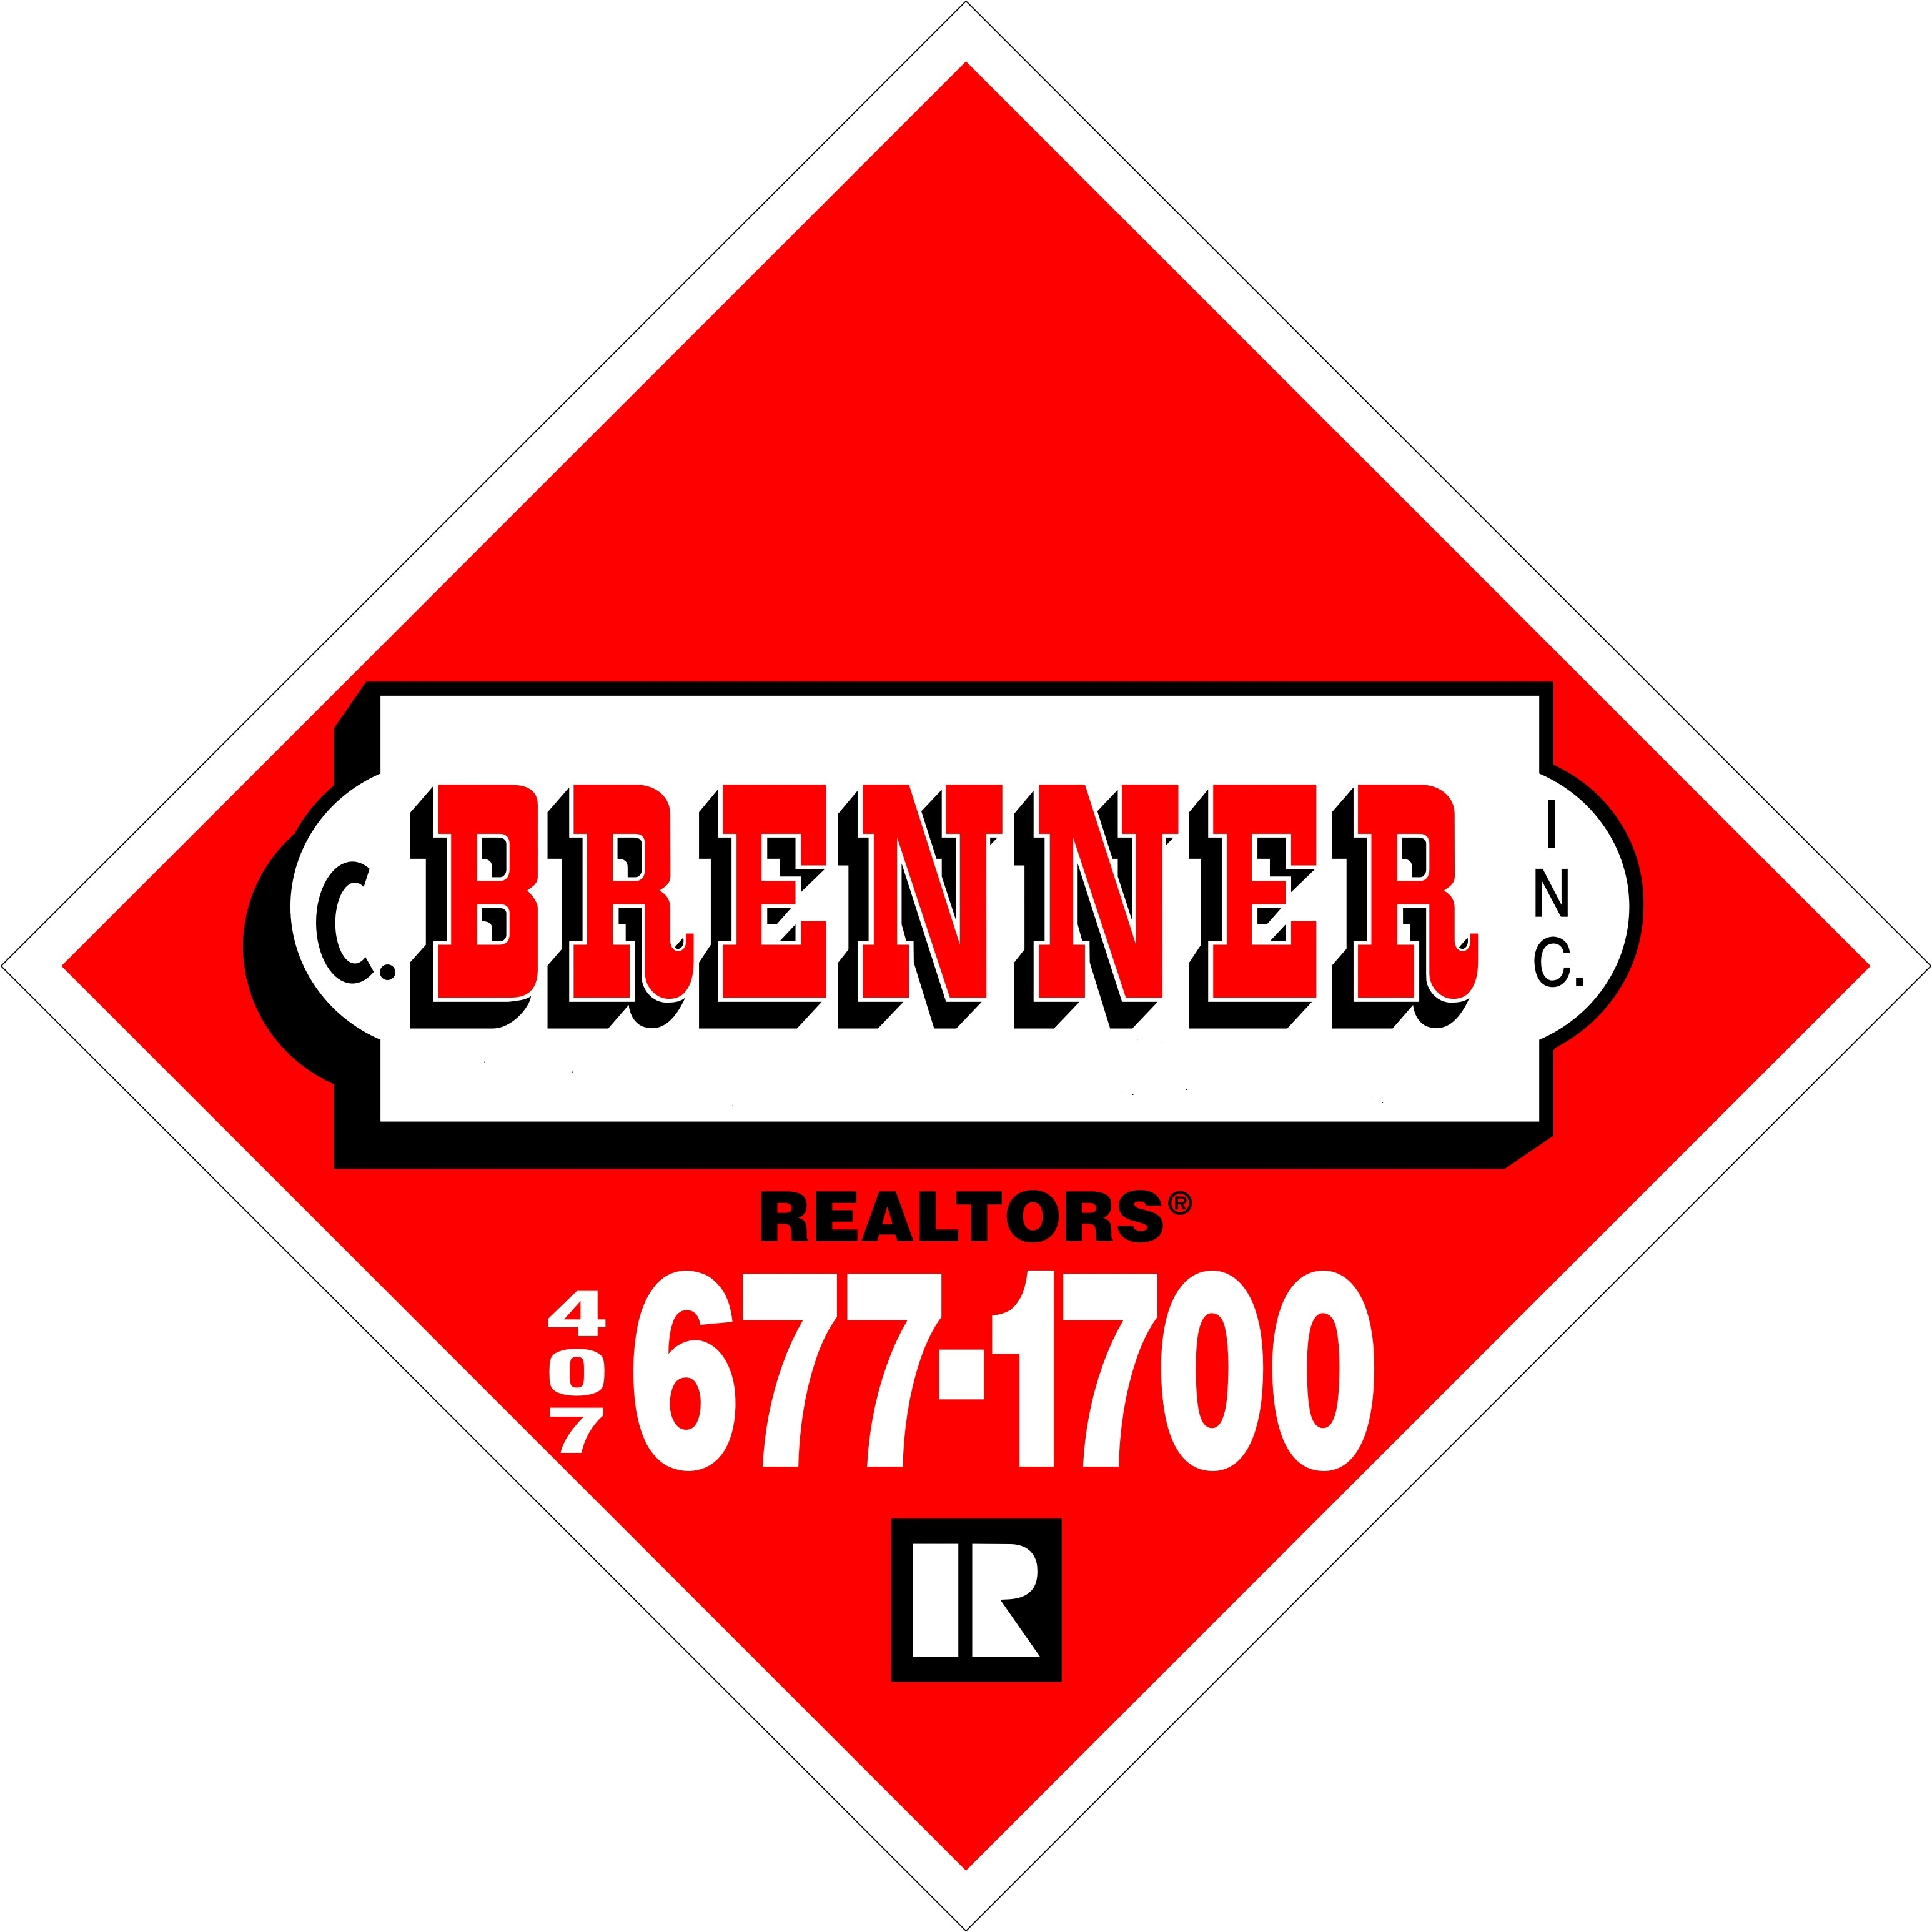 C. BRENNER INC.
REALTORS®
407 677-1700
R